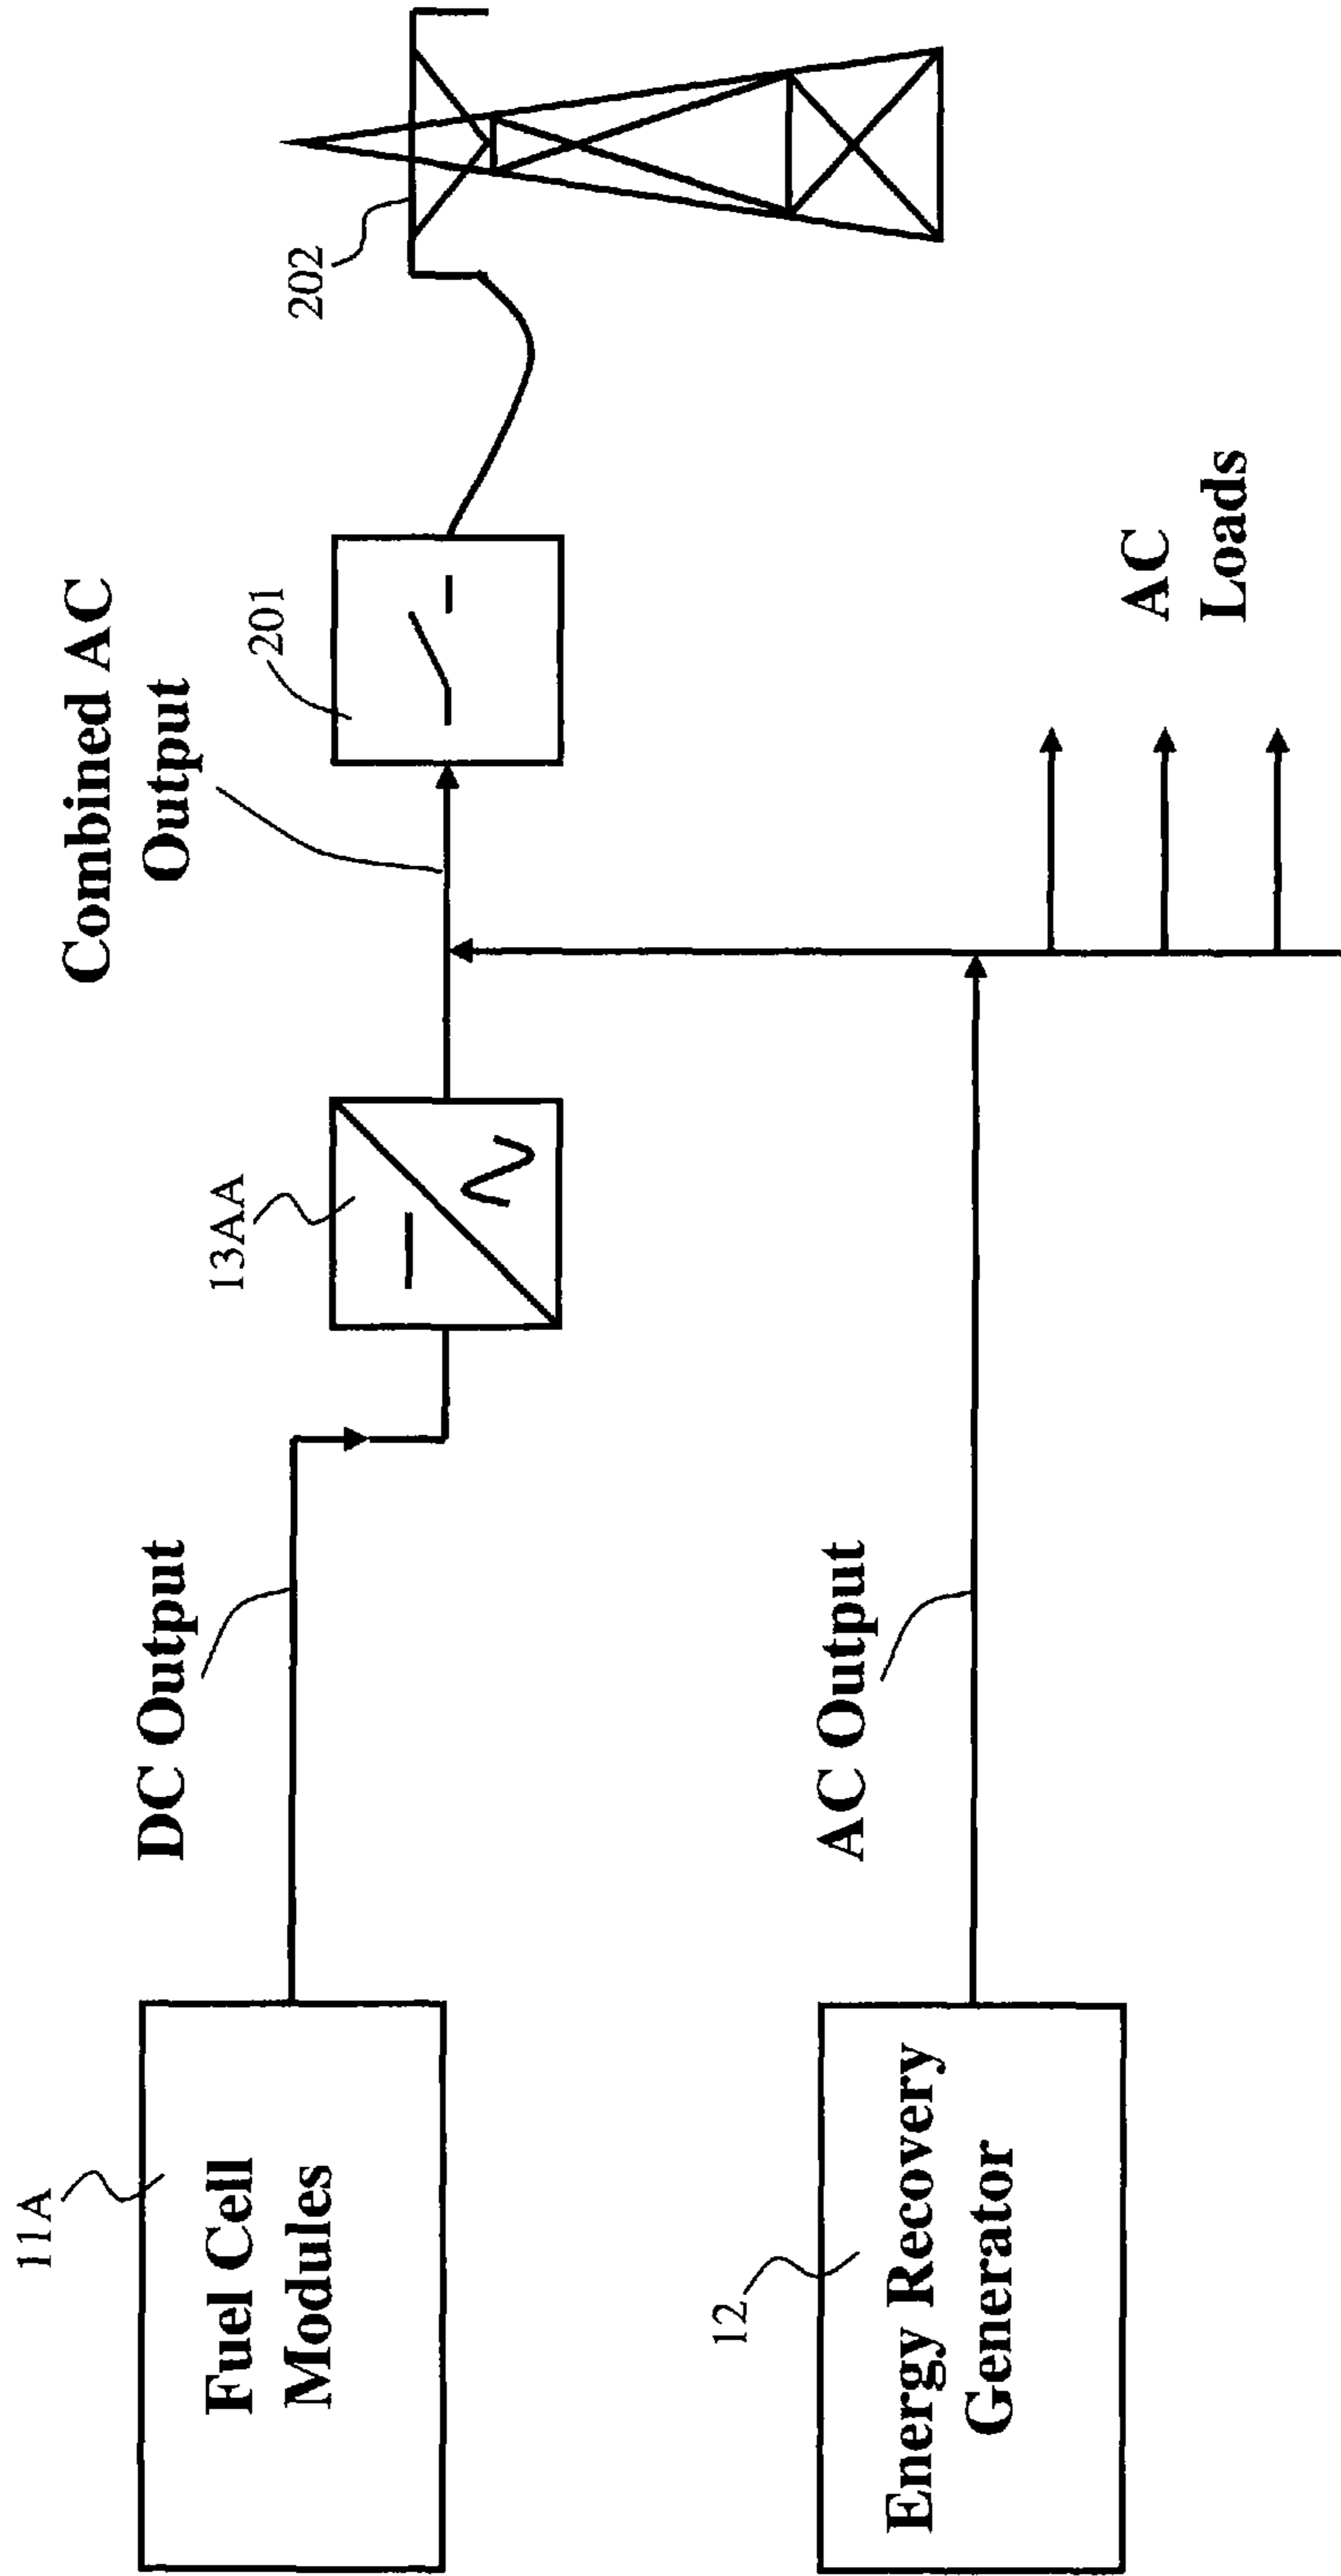 11A
Fuel Cell
Modules
DC Output
13AA
Combined AC
Output
201
202
12
Energy Recovery
Generator
AC Output
AC
Loads